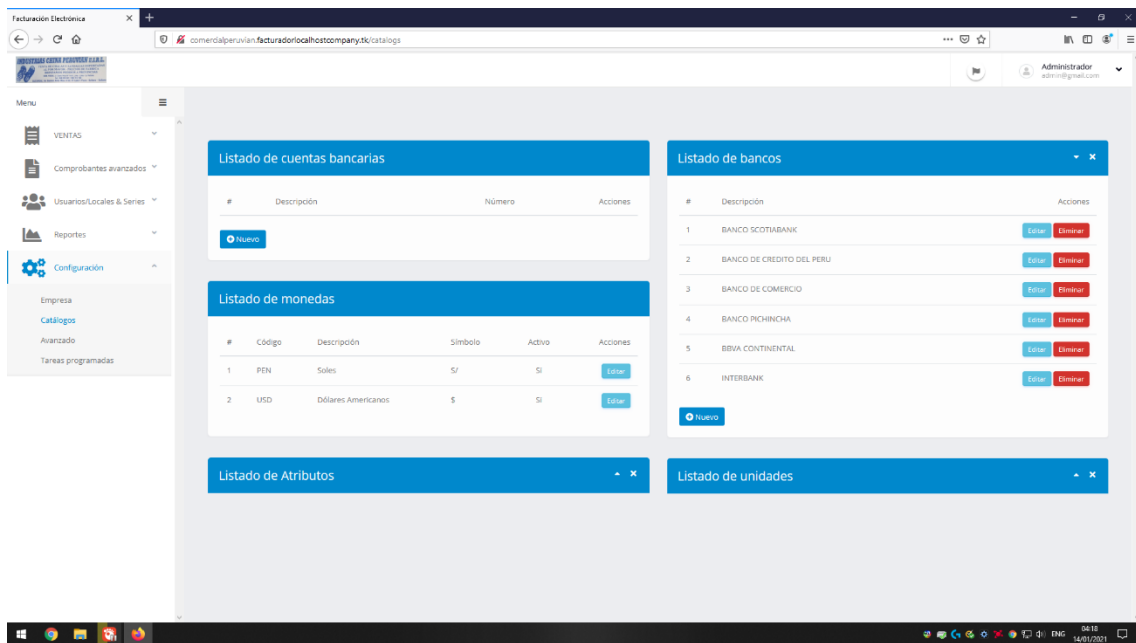 Facturación Electrónica
comercialperuvian.facturadorlocalhostcompany.tk/catalogs
INDUSTRIAS CHINA PERUVIAN E.I.R.L.
Administrador
admin@gmail.com
Menu
VENTAS
Comprobantes avanzados
Usuarios/Locales & Series
Reportes
Configuración
Empresa
Catálogos
Avanzado
Tareas programadas
Listado de cuentas bancarias
# Descripción Número Acciones
Nuevo
Listado de monedas
# Código Descripción Símbolo Activo Acciones
1 PEN Soles S/ SI Editar
2 USD Dólares Americanos $ SI Editar
Listado de Atributos
Listado de bancos
# Descripción Acciones
1 BANCO SCOTIABANK Editar Eliminar
2 BANCO DE CREDITO DEL PERU Editar Eliminar
3 BANCO DE COMERCIO Editar Eliminar
4 BANCO PICHINCHA Editar Eliminar
5 BBVA CONTINENTAL Editar Eliminar
6 INTERBANK Editar Eliminar
Nuevo
Listado de unidades
ENG
04:18
14/01/2021